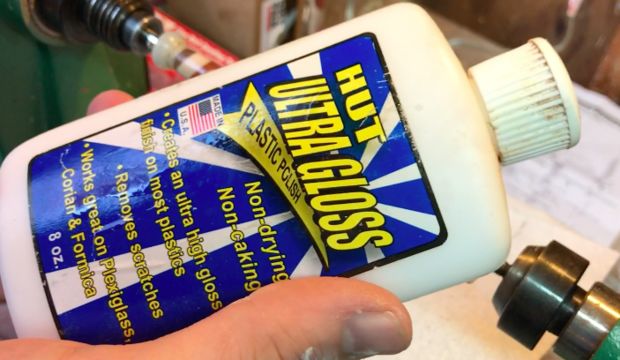 HUT
ULTRA GLOSS
PLASTIC POLISH
MADE IN
U.S.A.
Non-drying
Non-caking
• Creates an ultra high gloss
finish on most plastics
• Removes scratches
• Works great on Plexiglass,
Corian & Formica
8 oz.